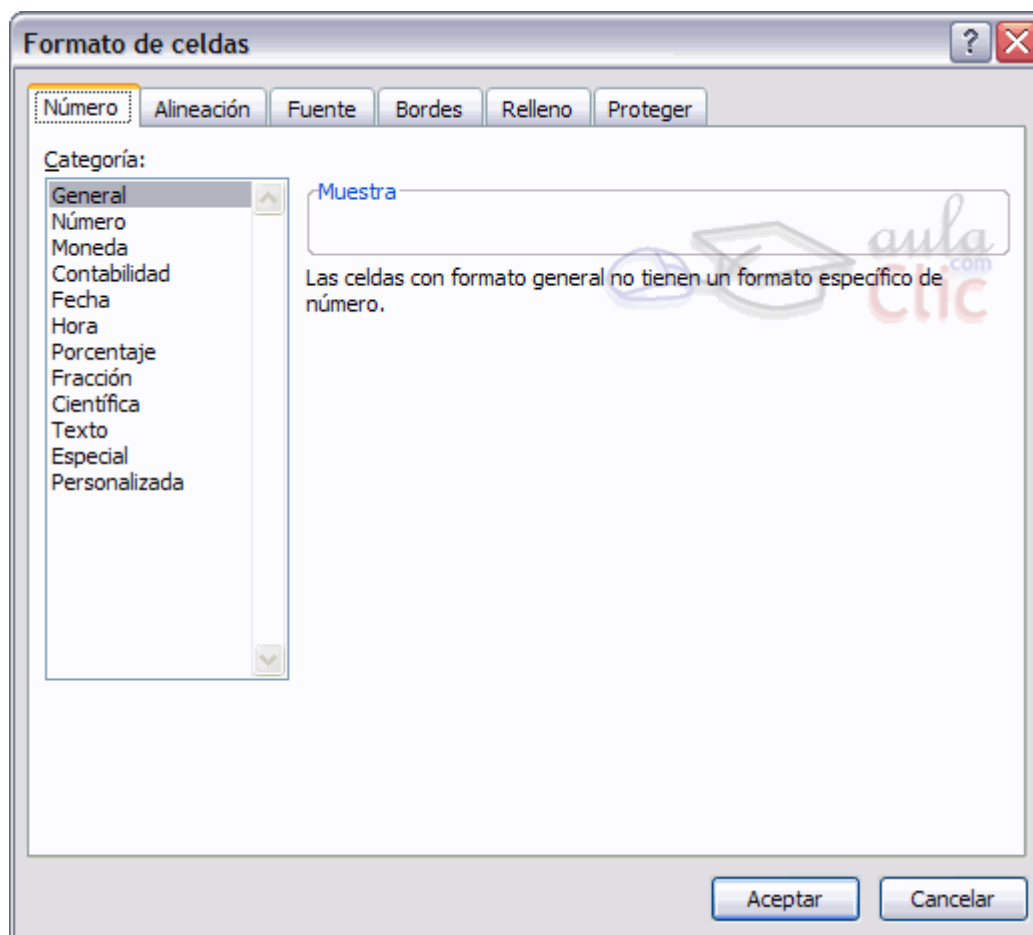 Formato de celdas
Número Alineación Fuente Bordes Relleno Proteger
Categoría:
General
Número
Moneda
Contabilidad
Fecha
Hora
Porcentaje
Fracción
Científica
Texto
Especial
Personalizada
Muestra
aula
.com
Clic
Las celdas con formato general no tienen un formato específico de
número.
Aceptar Cancelar